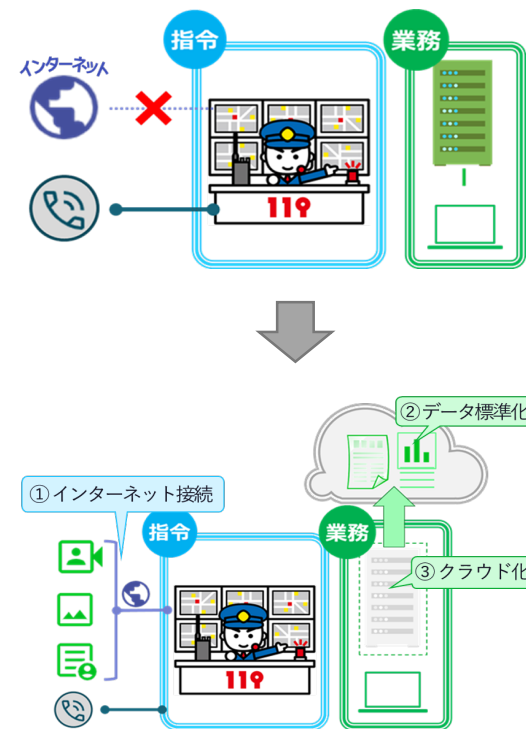 指令
業務
インターネット
119
②データ標準化
①インターネット接続
指令
業務
③クラウド化
119